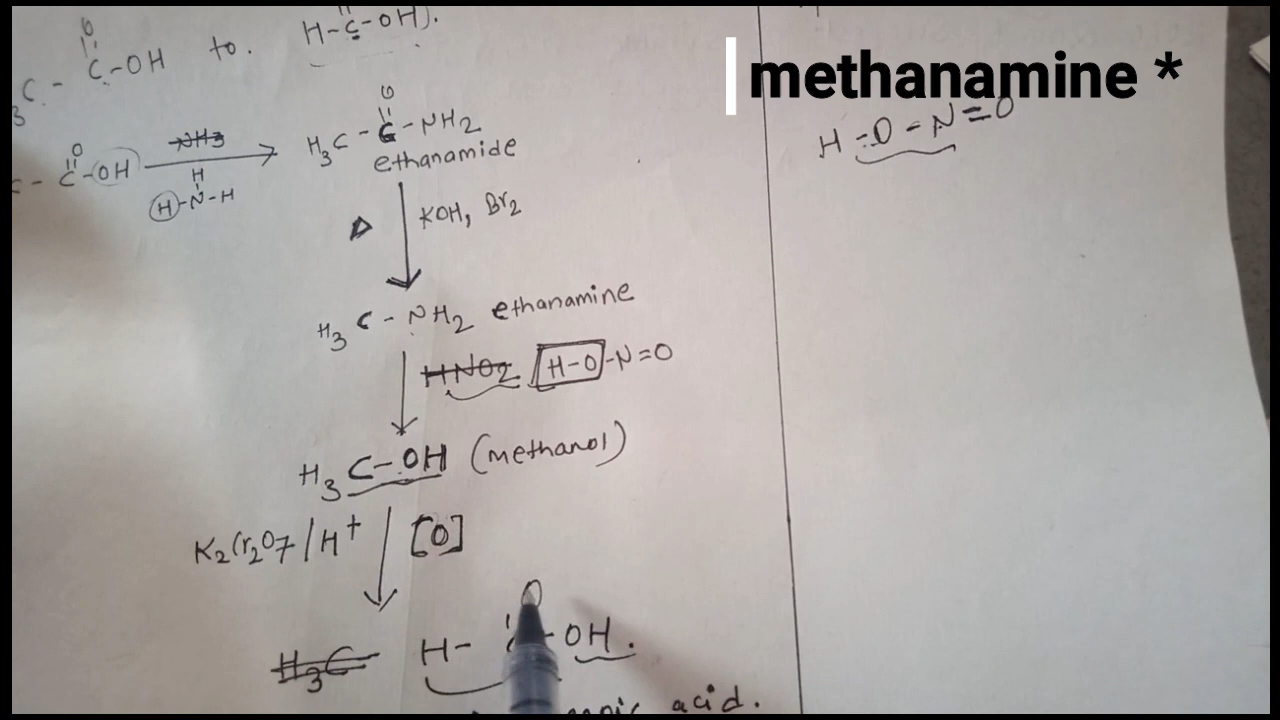 O
C-OH to. H-C-OH).
3C -
methanamine *
H-O-N=O
O
H3C-C-NH2
ethanamide
O
C-C-OH NH3
H
H-N-H
KOH, Br2
H3C-NH2 ethanamine
HNO2 H-O-N=O
H3C-OH (methanol)
K2Cr2O7/H+ [O]
O
H3C H- -OH.
acid.